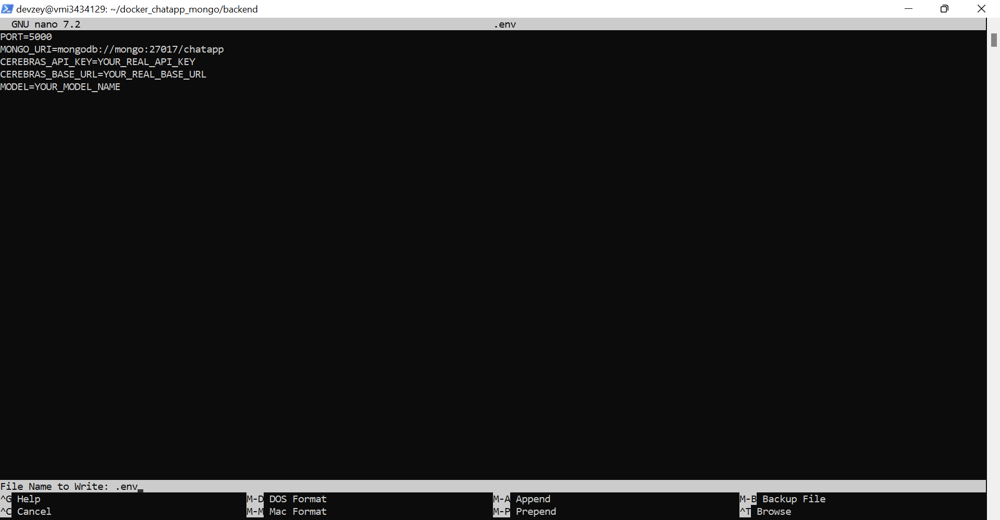 devzey@vmi3434129: ~/docker_chatapp_mongo/backend
GNU nano 7.2 .env
PORT=5000
MONGO_URI=mongodb://mongo:27017/chatapp
CEREBRAS_API_KEY=YOUR_REAL_API_KEY
CEREBRAS_BASE_URL=YOUR_REAL_BASE_URL
MODEL=YOUR_MODEL_NAME
File Name to Write: .env
^G Help M-D DOS Format M-A Append M-B Backup File
^C Cancel M-M Mac Format M-P Prepend ^T Browse